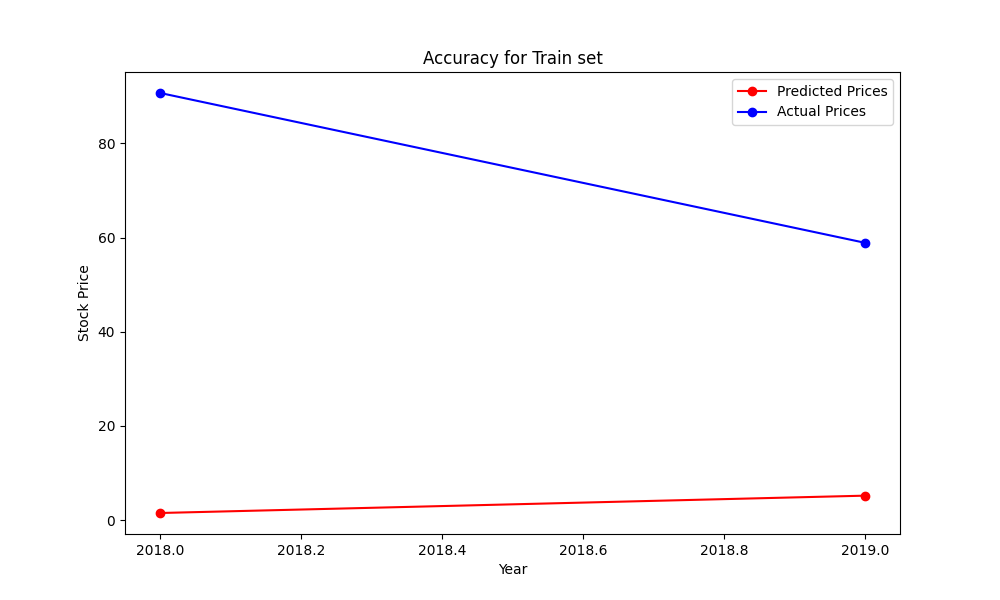 Accuracy for Train set
Predicted Prices
Actual Prices
80
60
40
20
0
Stock Price
2018.0 2018.2 2018.4 2018.6 2018.8 2019.0
Year